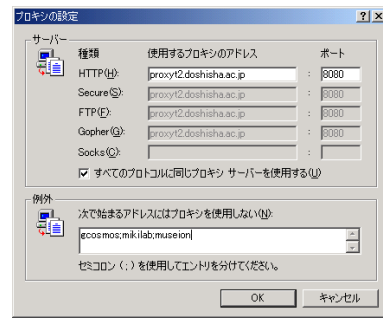 プロキシの設定
サーバー
種類 使用するプロキシのアドレス ポート
HTTP(H): proxyt2.doshisha.ac.jp : 8080
Secure(S): proxyt2.doshisha.ac.jp : 8080
FTP(F): proxyt2.doshisha.ac.jp : 8080
Gopher(G): proxyt2.doshisha.ac.jp : 8080
Socks(C): :
すべてのプロトコルに同じプロキシ サーバーを使用する(U)
例外
次で始まるアドレスにはプロキシを使用しない(N):
gcosmos;mikilab;museion
セミコロン ( ; ) を使用してエントリを分けてください。
OK キャンセル